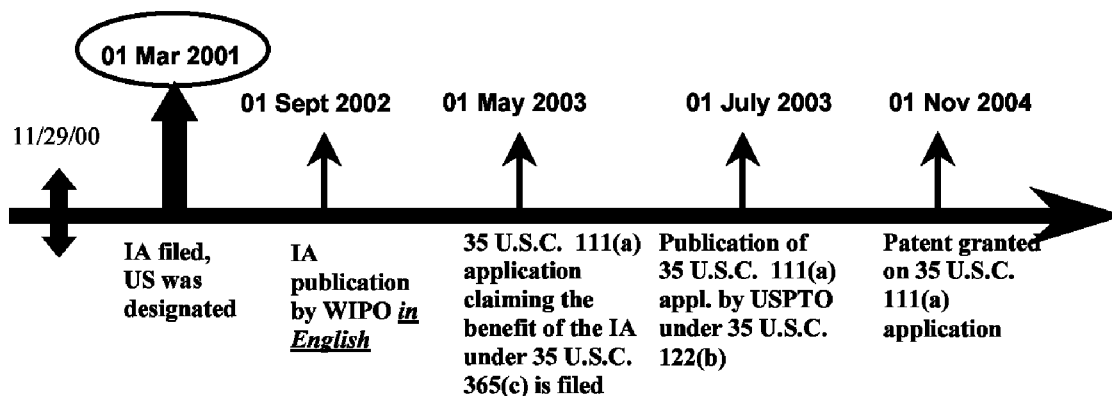 01 Mar 2001
01 Sept 2002
01 May 2003
01 July 2003
01 Nov 2004
11/29/00
IA filed,
US was
designated
IA
publication
by WIPO in
English
35 U.S.C. 111(a)
application
claiming the
benefit of the IA
under 35 U.S.C.
365(c) is filed
Publication of
35 U.S.C. 111(a)
appl. by USPTO
under 35 U.S.C.
122(b)
Patent granted
on 35 U.S.C.
111(a)
application